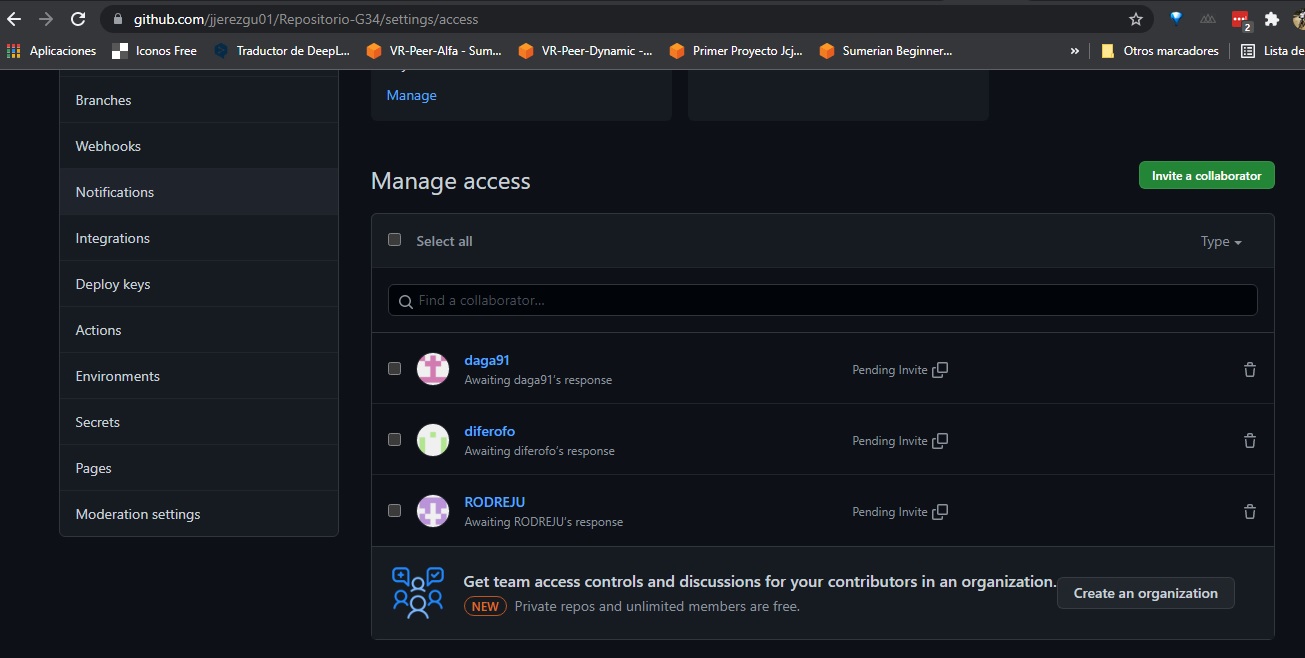 github.com/jjerezgu01/Repositorio-G34/settings/access
2
Aplicaciones Iconos Free Traductor de DeepL... VR-Peer-Alfa - Sum... VR-Peer-Dynamic -... Primer Proyecto Jcj... Sumerian Beginner... » Otros marcadores Lista de
Branches
Webhooks
Notifications
Integrations
Deploy keys
Actions
Environments
Secrets
Pages
Moderation settings
Manage
Manage access
Invite a collaborator
Select all
Type
Find a collaborator...
daga91
Awaiting daga91's response
Pending Invite
diferofo
Awaiting diferofo's response
Pending Invite
RODREJU
Awaiting RODREJU's response
Pending Invite
Get team access controls and discussions for your contributors in an organization.
NEW Private repos and unlimited members are free.
Create an organization